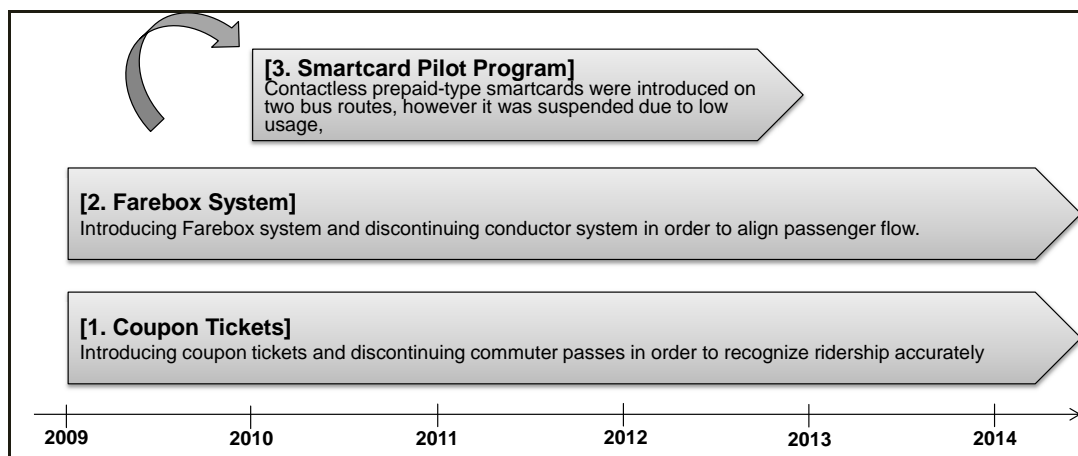 [3. Smartcard Pilot Program]
Contactless prepaid-type smartcards were introduced on
two bus routes, however it was suspended due to low
usage,
[2. Farebox System]
Introducing Farebox system and discontinuing conductor system in order to align passenger flow.
[1. Coupon Tickets]
Introducing coupon tickets and discontinuing commuter passes in order to recognize ridership accurately
2009 2010 2011 2012 2013 2014